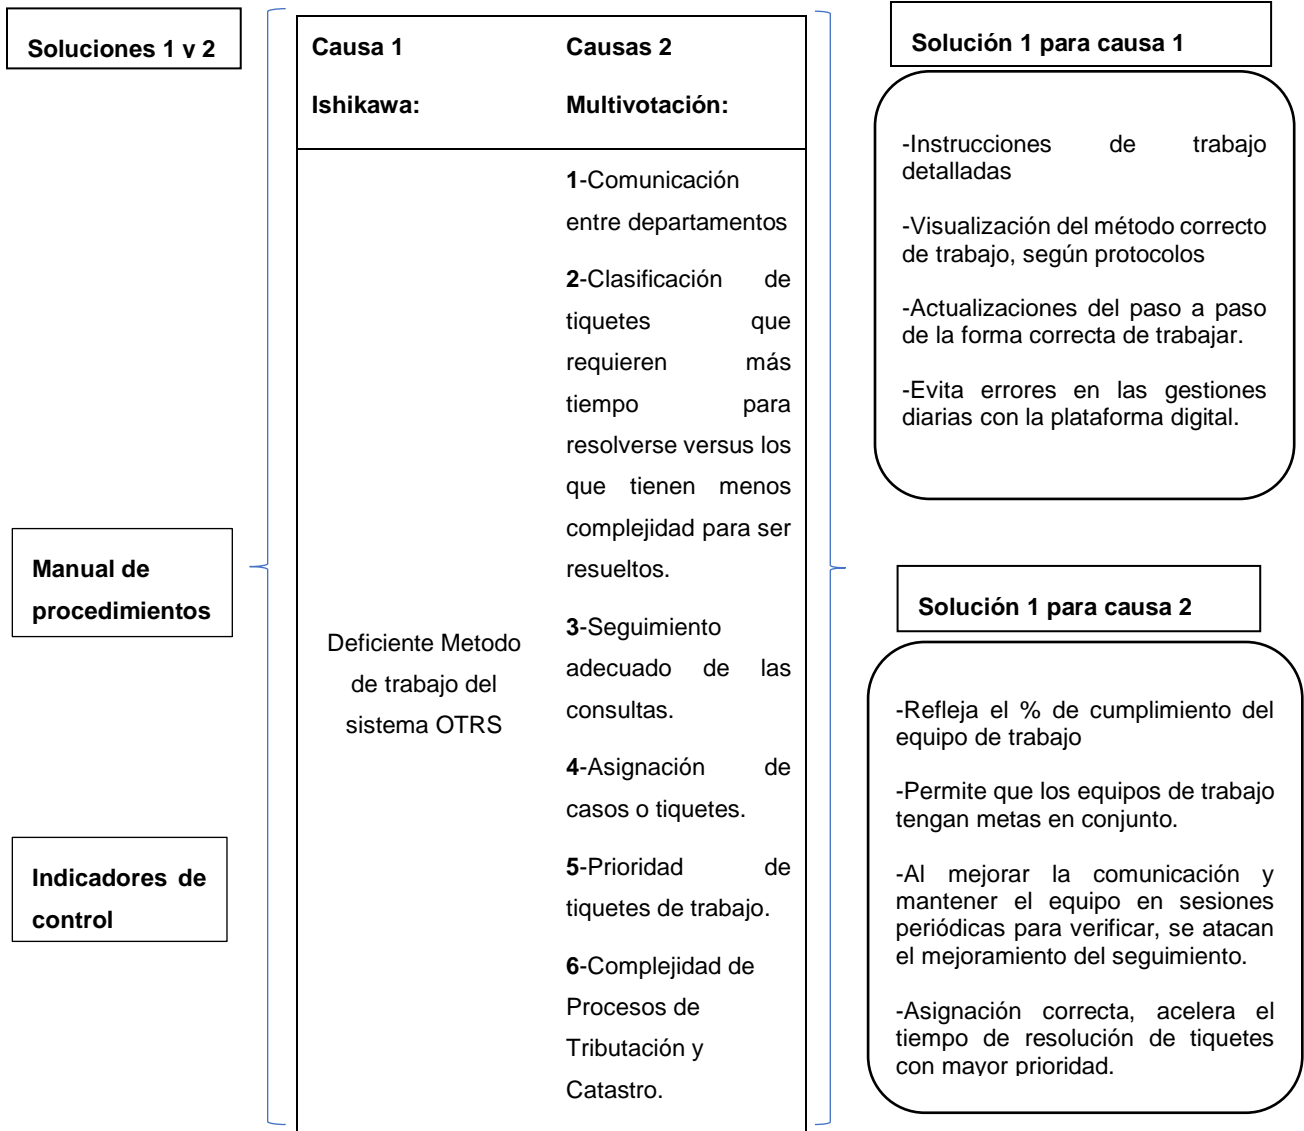 Soluciones 1 y 2
Manual de
procedimientos
Indicadores de
control
Causa 1
Ishikawa:
Causas 2
Multivotación:
Deficiente Metodo
de trabajo del
sistema OTRS
1-Comunicación
entre departamentos
2-Clasificación de
tiquetes que
requieren más
tiempo para
resolverse versus los
que tienen menos
complejidad para ser
resueltos.
3-Seguimiento
adecuado de las
consultas.
4-Asignación de
casos o tiquetes.
5-Prioridad de
tiquetes de trabajo.
6-Complejidad de
Procesos de
Tributación y
Catastro.
Solución 1 para causa 1
-Instrucciones de trabajo
detalladas
-Visualización del método correcto
de trabajo, según protocolos
-Actualizaciones del paso a paso
de la forma correcta de trabajar.
-Evita errores en las gestiones
diarias con la plataforma digital.
Solución 1 para causa 2
-Refleja el % de cumplimiento del
equipo de trabajo
-Permite que los equipos de trabajo
tengan metas en conjunto.
-Al mejorar la comunicación y
mantener el equipo en sesiones
periódicas para verificar, se atacan
el mejoramiento del seguimiento.
-Asignación correcta, acelera el
tiempo de resolución de tiquetes
con mayor prioridad.